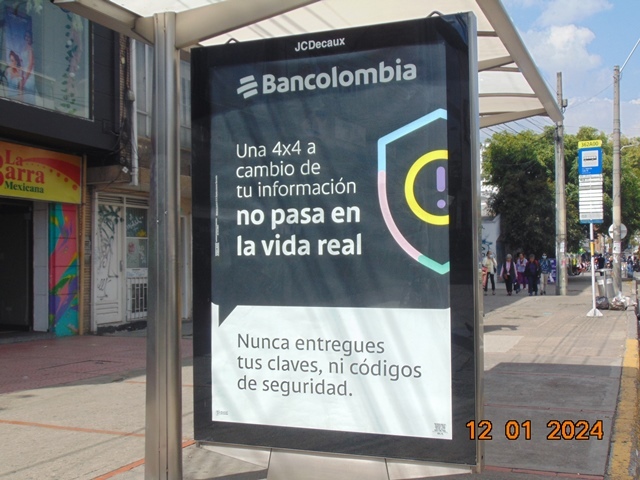 JCDecaux
Bancolombia
Una 4x4 a
cambio de
tu información
no pasa en
la vida real
Nunca entregues
tus claves, ni códigos
de seguridad.
La
Barra
Mexicana
12 01 2024